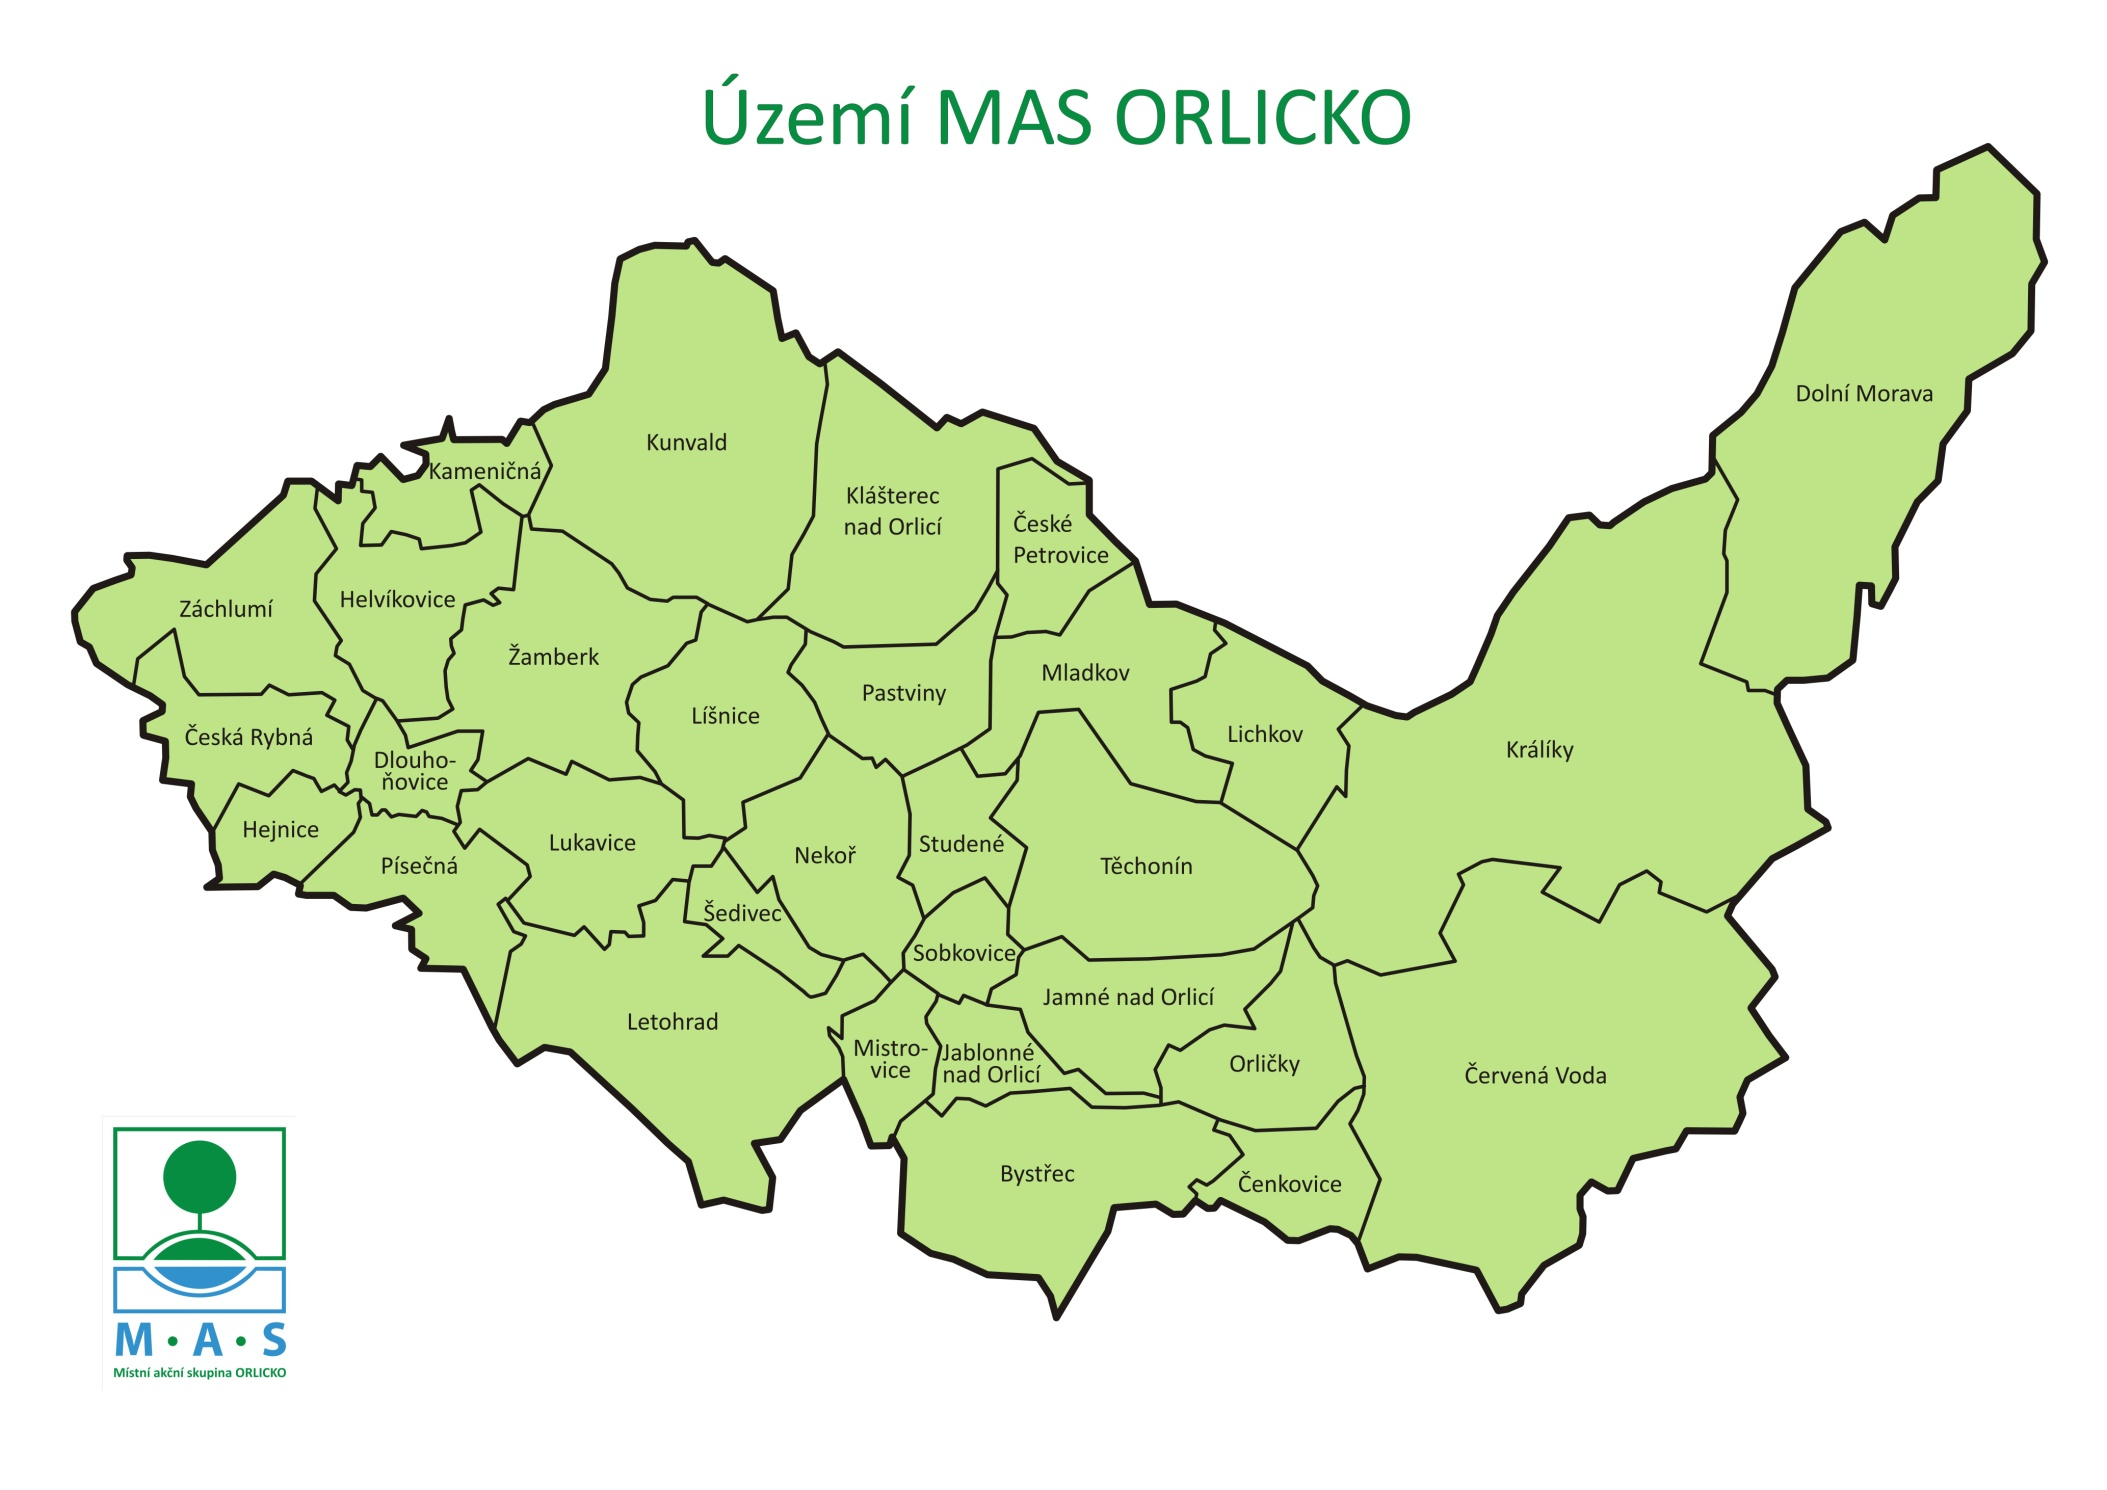 Území MAS ORLICKO
Dolní Morava
Kunvald
Kameničná
Klášterec
nad Orlicí
České
Petrovice
Helvíkovice
Záchlumí
Žamberk
Mladkov
Pastviny
Líšnice
Lichkov
Česká Rybná
Králíky
Dlouho-
ňovice
Hejnice
Lukavice
Studené
Nekoř
Písečná
Těchonín
Šedivec
Sobkovice
Jamné nad Orlicí
Letohrad
Mistro-
vice
Jablonné
nad Orlicí
Orličky
Červená Voda
Bystřec
Čenkovice
M·A·S
Místní akční skupina ORLICKO